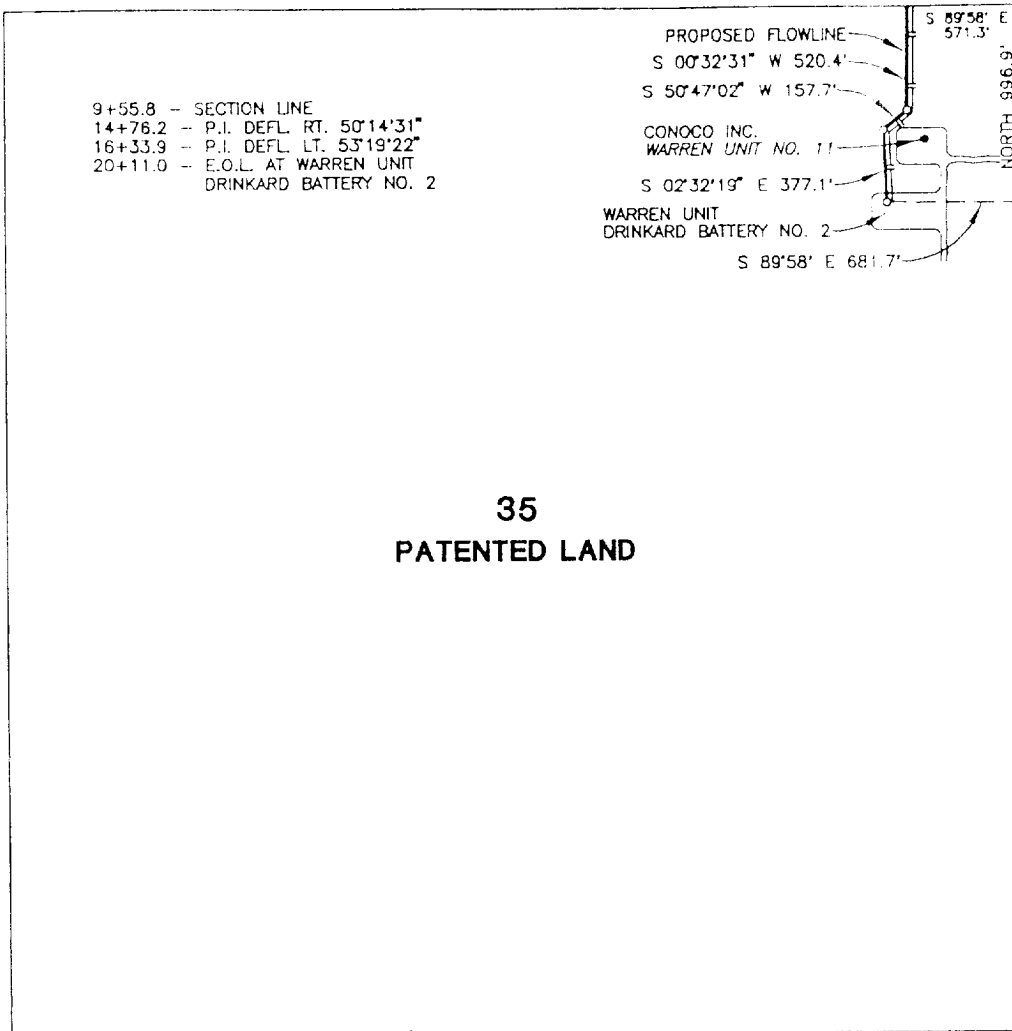 9+55.8 - SECTION LINE
14+76.2 - P.I. DEFL. RT. 50°14'31"
16+33.9 - P.I. DEFL. LT. 53°19'22"
20+11.0 - E.O.L. AT WARREN UNIT
DRINKARD BATTERY NO. 2
S 89°58' E
571.3'
PROPOSED FLOWLINE
S 00°32'31" W 520.4'
S 50°47'02" W 157.7'
CONOCO INC.
WARREN UNIT NO. 11
S 02°32'19" E 377.1'
WARREN UNIT
DRINKARD BATTERY NO. 2
S 89°58' E 681.7'
NORTH 999.9'
35
PATENTED LAND